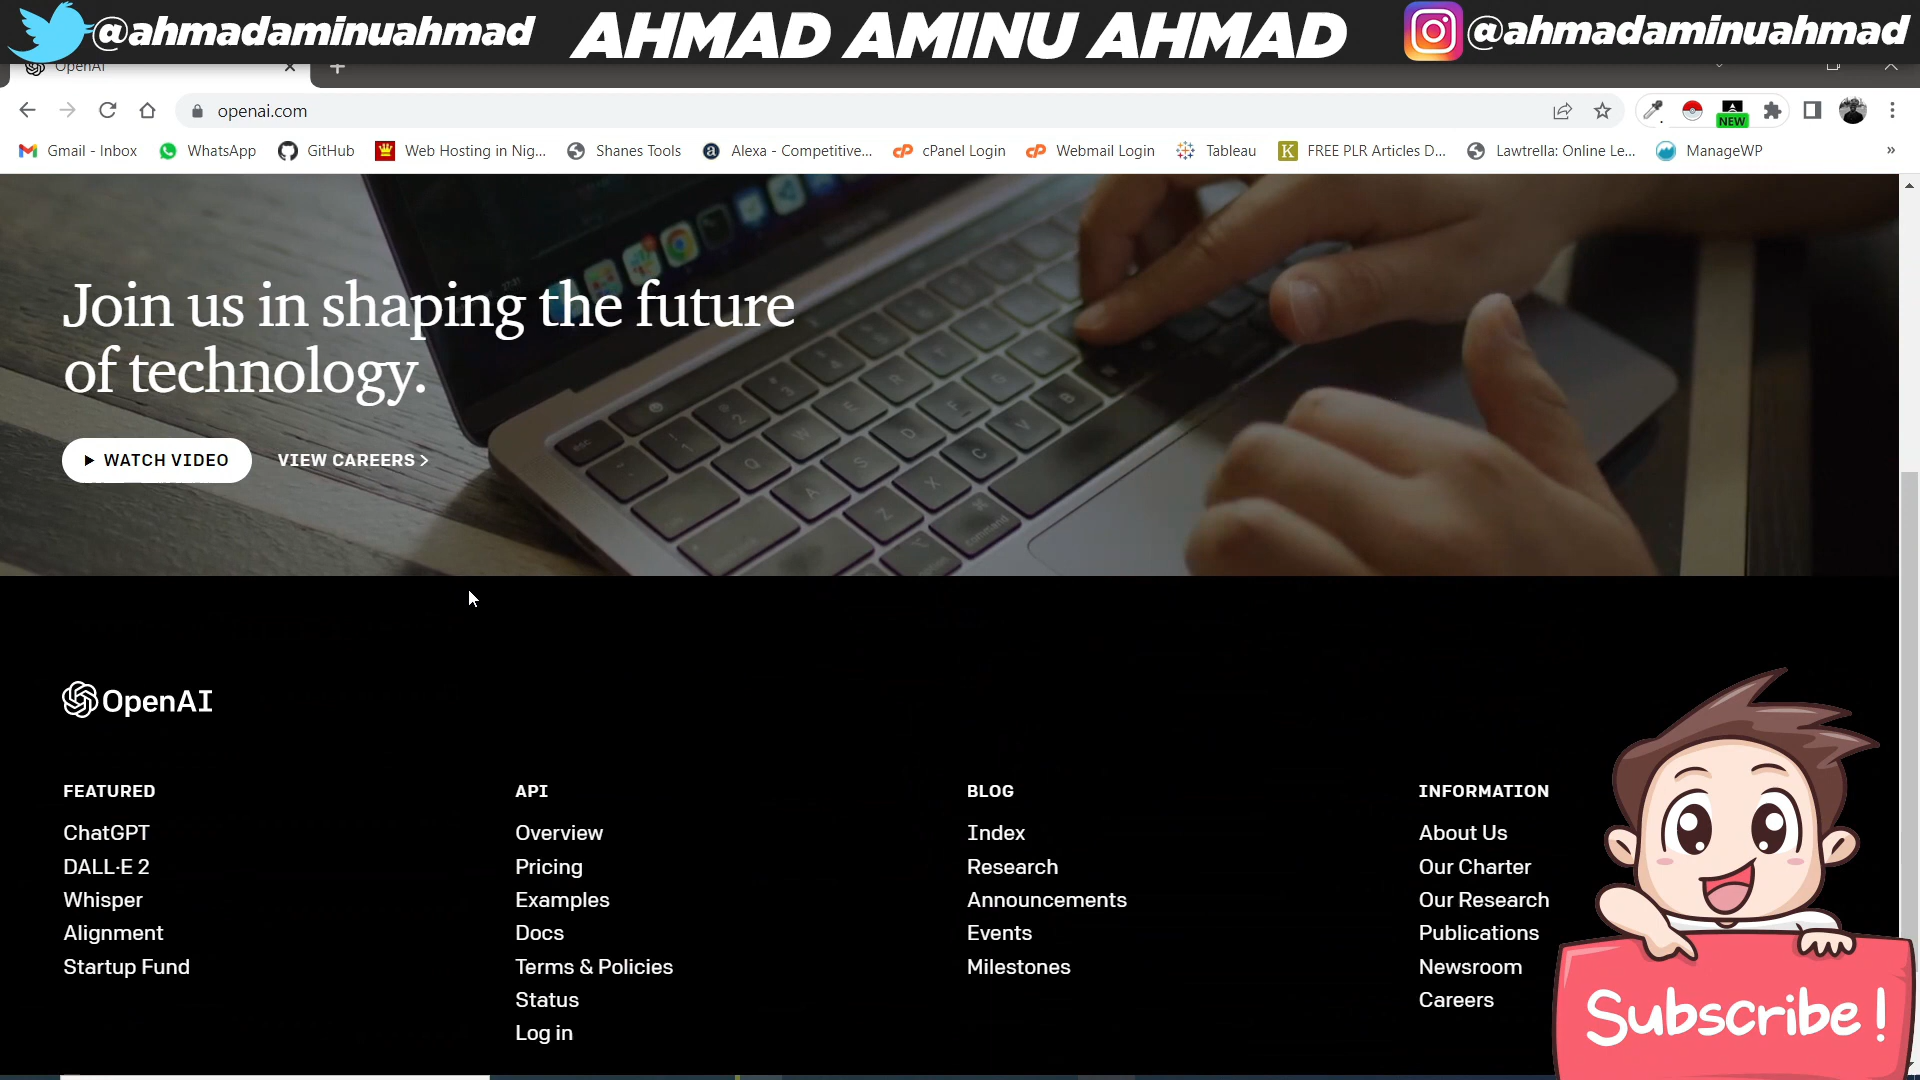 @ahmadaminuahmad
AHMAD AMINU AHMAD
@ahmadaminuahmad
OpenAI
openai.com
NEW
Gmail - Inbox
WhatsApp
GitHub
Web Hosting in Nig...
Shanes Tools
Alexa - Competitive...
cPanel Login
Webmail Login
Tableau
FREE PLR Articles D...
Lawtrella: Online Le...
ManageWP
Join us in shaping the future
of technology.
WATCH VIDEO
VIEW CAREERS >
OpenAI
FEATURED
ChatGPT
DALL·E 2
Whisper
Alignment
Startup Fund
API
Overview
Pricing
Examples
Docs
Terms & Policies
Status
Log in
BLOG
Index
Research
Announcements
Events
Milestones
INFORMATION
About Us
Our Charter
Our Research
Publications
Newsroom
Careers
Subscribe!